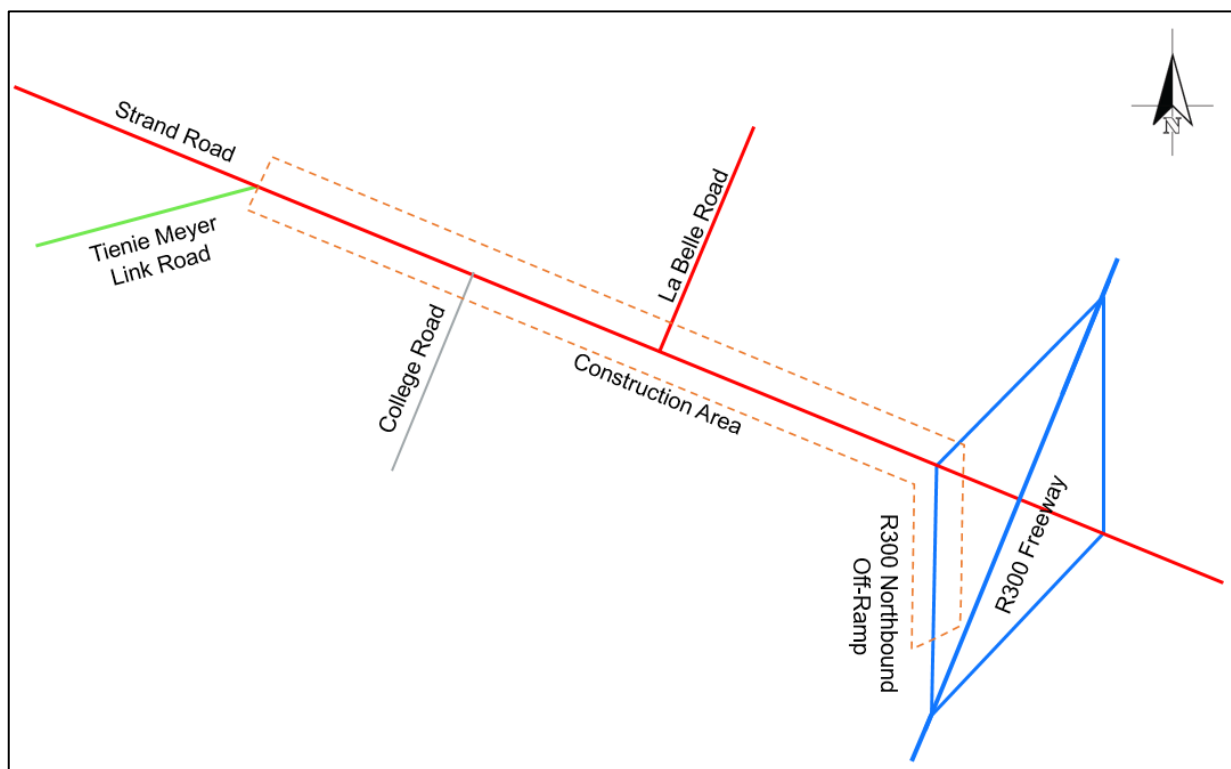 Strand Road
Tienie Meyer
Link Road
College Road
La Belle Road
Construction Area
R300 Northbound
Off-Ramp
R300 Freeway
N